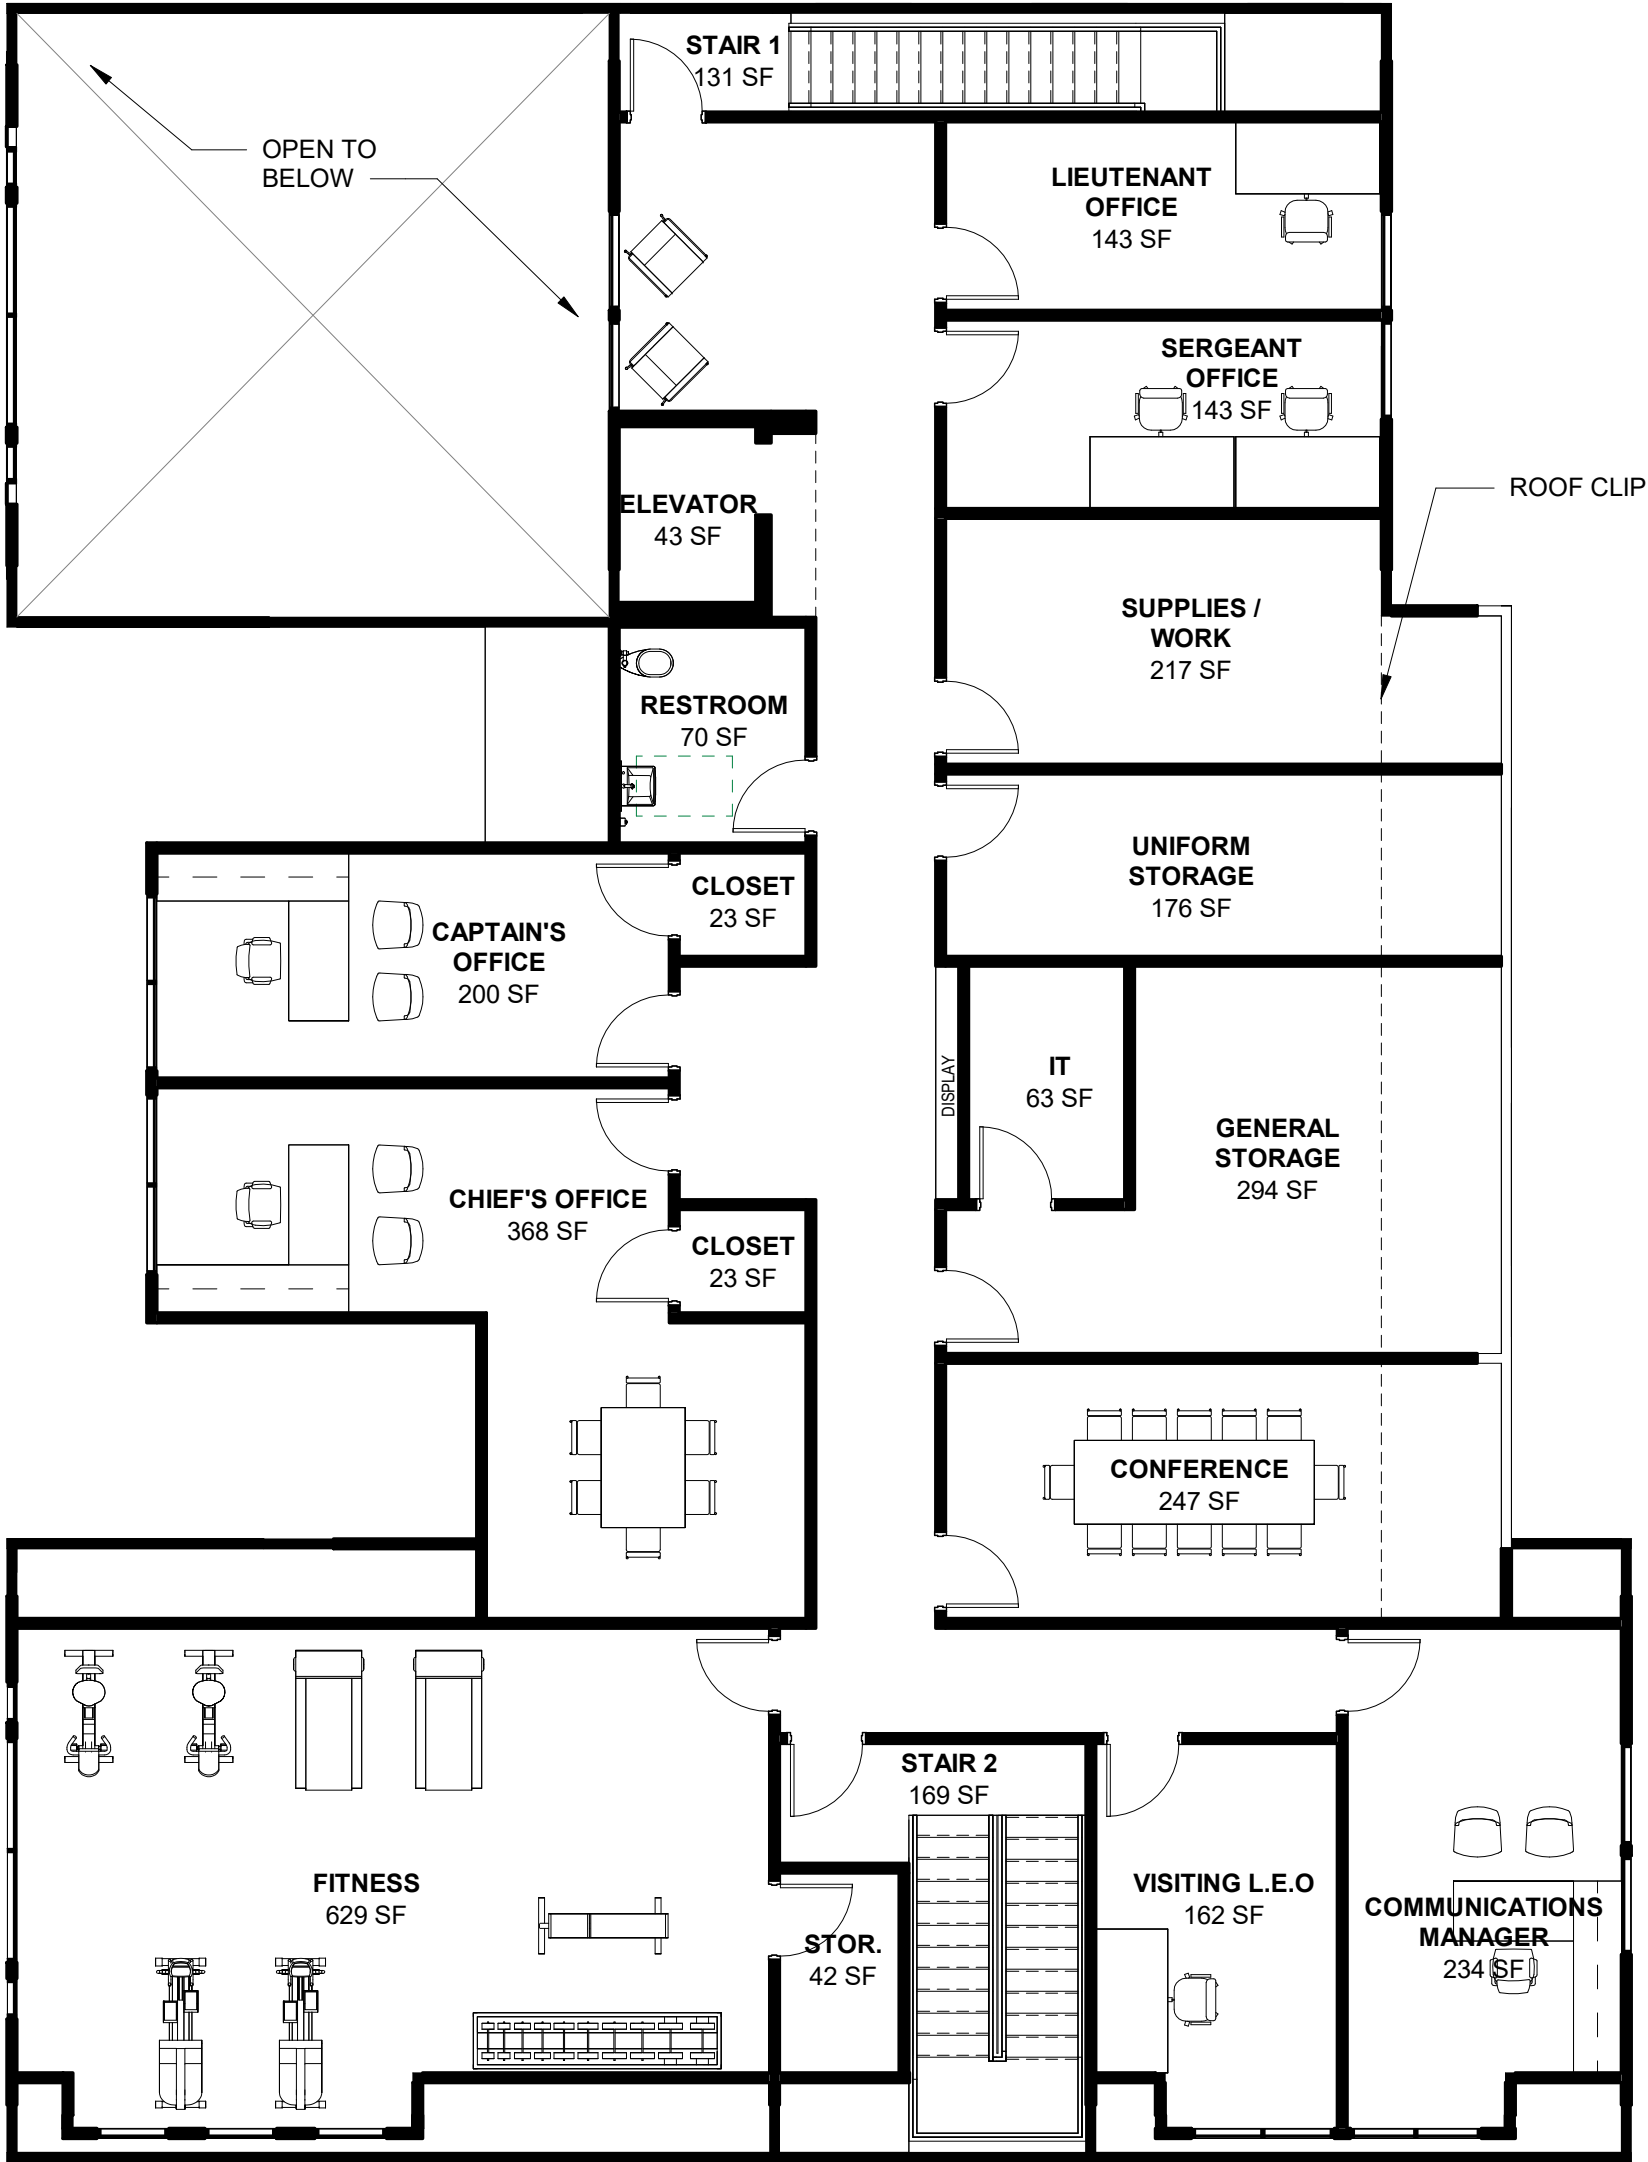 STAIR 1
131 SF
OPEN TO
BELOW
LIEUTENANT
OFFICE
143 SF
SERGEANT
OFFICE
143 SF
ROOF CLIP
ELEVATOR
43 SF
SUPPLIES /
WORK
217 SF
RESTROOM
70 SF
UNIFORM
STORAGE
176 SF
CLOSET
23 SF
CAPTAIN'S
OFFICE
200 SF
DISPLAY
IT
63 SF
GENERAL
STORAGE
294 SF
CHIEF'S OFFICE
368 SF
CLOSET
23 SF
CONFERENCE
247 SF
STAIR 2
169 SF
FITNESS
629 SF
STOR.
42 SF
VISITING L.E.O
162 SF
COMMUNICATIONS
MANAGER
234 SF